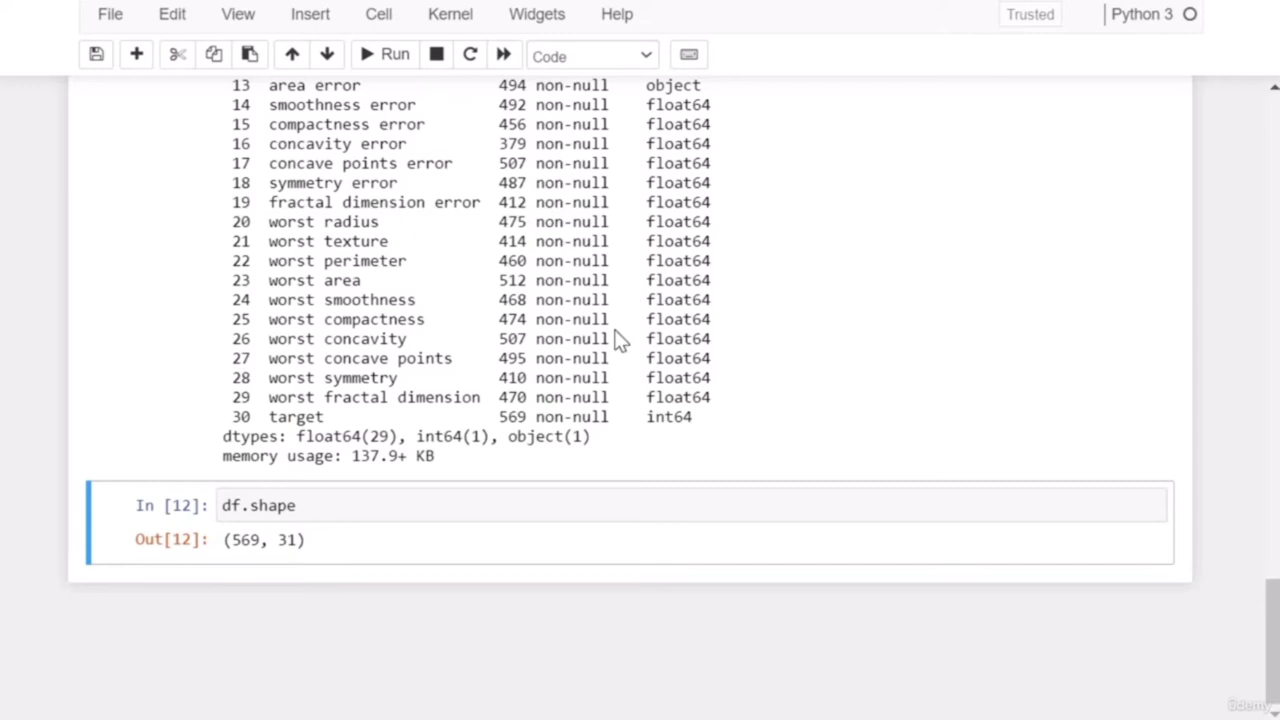 File Edit View Insert Cell Kernel Widgets Help Trusted Python 3
Run Code
13 area error 494 non-null object
14 smoothness error 492 non-null float64
15 compactness error 456 non-null float64
16 concavity error 379 non-null float64
17 concave points error 507 non-null float64
18 symmetry error 487 non-null float64
19 fractal dimension error 412 non-null float64
20 worst radius 475 non-null float64
21 worst texture 414 non-null float64
22 worst perimeter 460 non-null float64
23 worst area 512 non-null float64
24 worst smoothness 468 non-null float64
25 worst compactness 474 non-null float64
26 worst concavity 507 non-null float64
27 worst concave points 495 non-null float64
28 worst symmetry 410 non-null float64
29 worst fractal dimension 470 non-null float64
30 target 569 non-null int64
dtypes: float64(29), int64(1), object(1)
memory usage: 137.9+ KB
In [12]: df.shape
Out[12]: (569, 31)